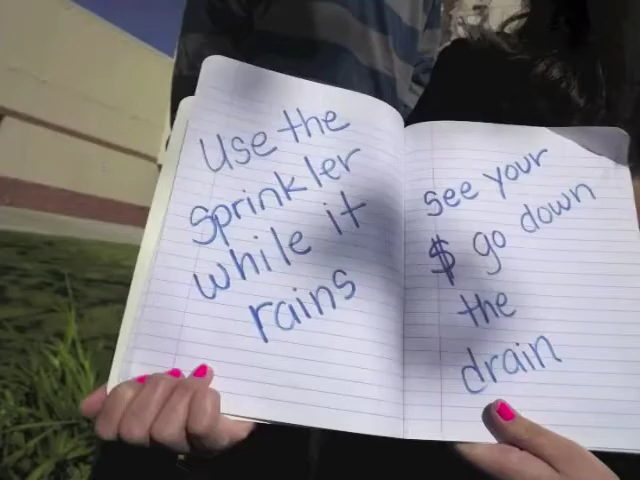 Use the
Sprinkler
while it
rains
see your
$ go down
the
drain